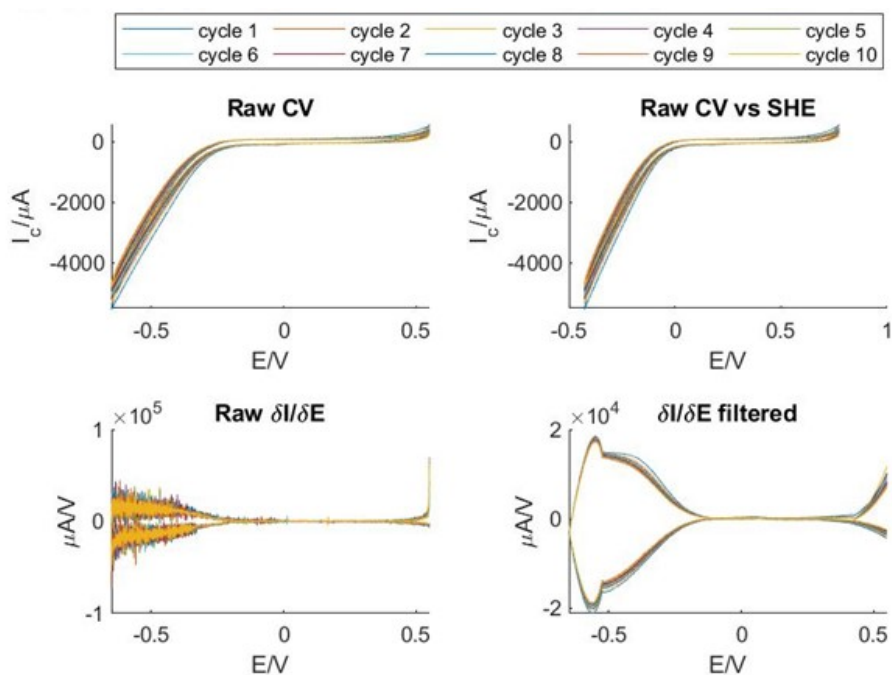 cycle 1 cycle 2 cycle 3 cycle 4 cycle 5
cycle 6 cycle 7 cycle 8 cycle 9 cycle 10
Raw CV
0
-2000
-4000
I_c/μA
-0.5 0 0.5
E/V
Raw CV vs SHE
0
-2000
-4000
I_c/μA
-0.5 0 0.5 1
E/V
×10^5
Raw δI/δE
1
0
-1
μA/V
-0.5 0 0.5
E/V
×10^4
δI/δE filtered
2
0
-2
μA/V
-0.5 0 0.5
E/V